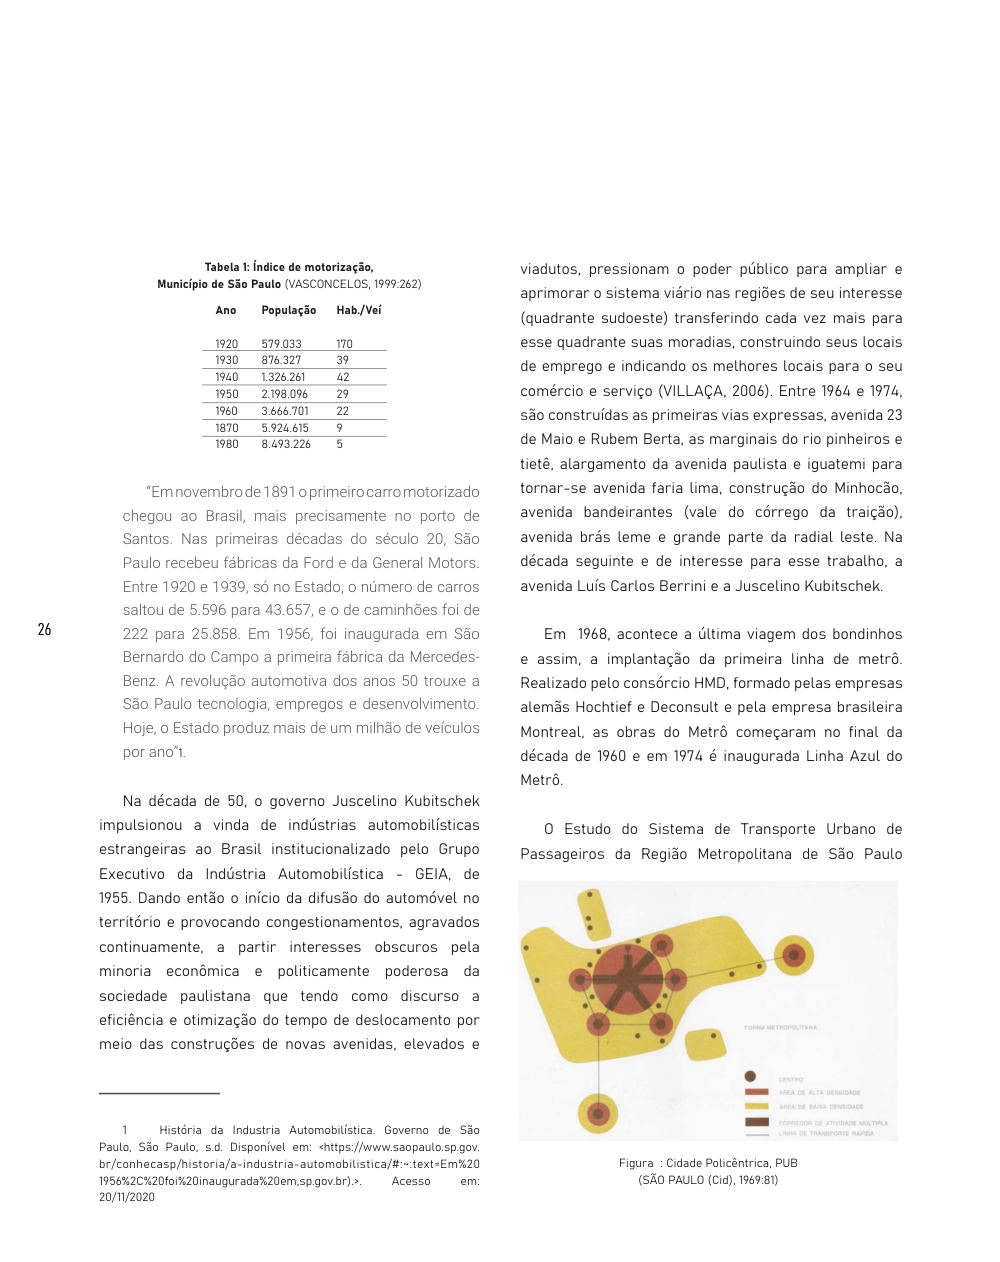 Tabela 1: Índice de motorização,
Município de São Paulo (VASCONCELOS, 1999:262)
Ano População Hab./Veí
1920 579.033 170
1930 876.327 39
1940 1.326.261 42
1950 2.198.096 29
1960 3.666.701 22
1870 5.924.615 9
1980 8.493.226 5
“Em novembro de 1891 o primeiro carro motorizado
chegou ao Brasil, mais precisamente no porto de
Santos. Nas primeiras décadas do século 20, São
Paulo recebeu fábricas da Ford e da General Motors.
Entre 1920 e 1939, só no Estado, o número de carros
saltou de 5.596 para 43.657, e o de caminhões foi de
222 para 25.858. Em 1956, foi inaugurada em São
Bernardo do Campo a primeira fábrica da Mercedes-
Benz. A revolução automotiva dos anos 50 trouxe a
São Paulo tecnologia, empregos e desenvolvimento.
Hoje, o Estado produz mais de um milhão de veículos
por ano”1.
26
Na década de 50, o governo Juscelino Kubitschek
impulsionou a vinda de indústrias automobilísticas
estrangeiras ao Brasil institucionalizado pelo Grupo
Executivo da Indústria Automobilística - GEIA, de
1955. Dando então o início da difusão do automóvel no
território e provocando congestionamentos, agravados
continuamente, a partir interesses obscuros pela
minoria econômica e politicamente poderosa da
sociedade paulistana que tendo como discurso a
eficiência e otimização do tempo de deslocamento por
meio das construções de novas avenidas, elevados e
1 História da Industria Automobilística. Governo de São
Paulo, São Paulo, s.d. Disponível em: <https://www.saopaulo.sp.gov.
br/conhecasp/historia/a-industria-automobilistica/#:~:text=Em%20
1956%2C%20foi%20inaugurada%20em,sp.gov.br).>. Acesso em:
20/11/2020
viadutos, pressionam o poder público para ampliar e
aprimorar o sistema viário nas regiões de seu interesse
(quadrante sudoeste) transferindo cada vez mais para
esse quadrante suas moradias, construindo seus locais
de emprego e indicando os melhores locais para o seu
comércio e serviço (VILLAÇA, 2006). Entre 1964 e 1974,
são construídas as primeiras vias expressas, avenida 23
de Maio e Rubem Berta, as marginais do rio pinheiros e
tietê, alargamento da avenida paulista e iguatemi para
tornar-se avenida faria lima, construção do Minhocão,
avenida bandeirantes (vale do córrego da traição),
avenida brás leme e grande parte da radial leste. Na
década seguinte e de interesse para esse trabalho, a
avenida Luís Carlos Berrini e a Juscelino Kubitschek.
Em 1968, acontece a última viagem dos bondinhos
e assim, a implantação da primeira linha de metrô.
Realizado pelo consórcio HMD, formado pelas empresas
alemãs Hochtief e Deconsult e pela empresa brasileira
Montreal, as obras do Metrô começaram no final da
década de 1960 e em 1974 é inaugurada Linha Azul do
Metrô.
O Estudo do Sistema de Transporte Urbano de
Passageiros da Região Metropolitana de São Paulo
FORMA METROPOLITANA
CENTRO
AREA DE ALTA DENSIDADE
AREA DE BAIXA DENSIDADE
CORREDOR DE ATIVIDADE MULTIPLA
LINHA DE TRANSPORTE RAPIDA
Figura : Cidade Policêntrica, PUB
(SÃO PAULO (Cid), 1969:81)